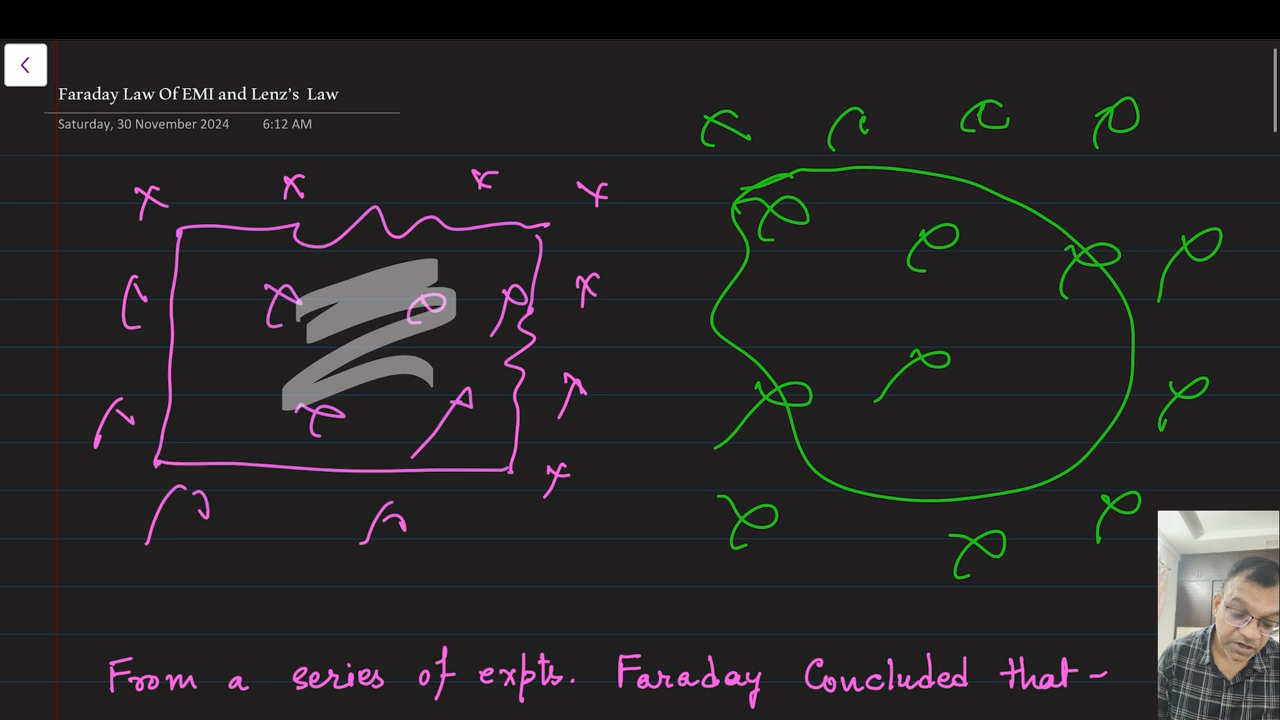 Faraday Law Of EMI and Lenz's Law
Saturday, 30 November 2024 6:12 AM
From a series of expts. Faraday Concluded that -